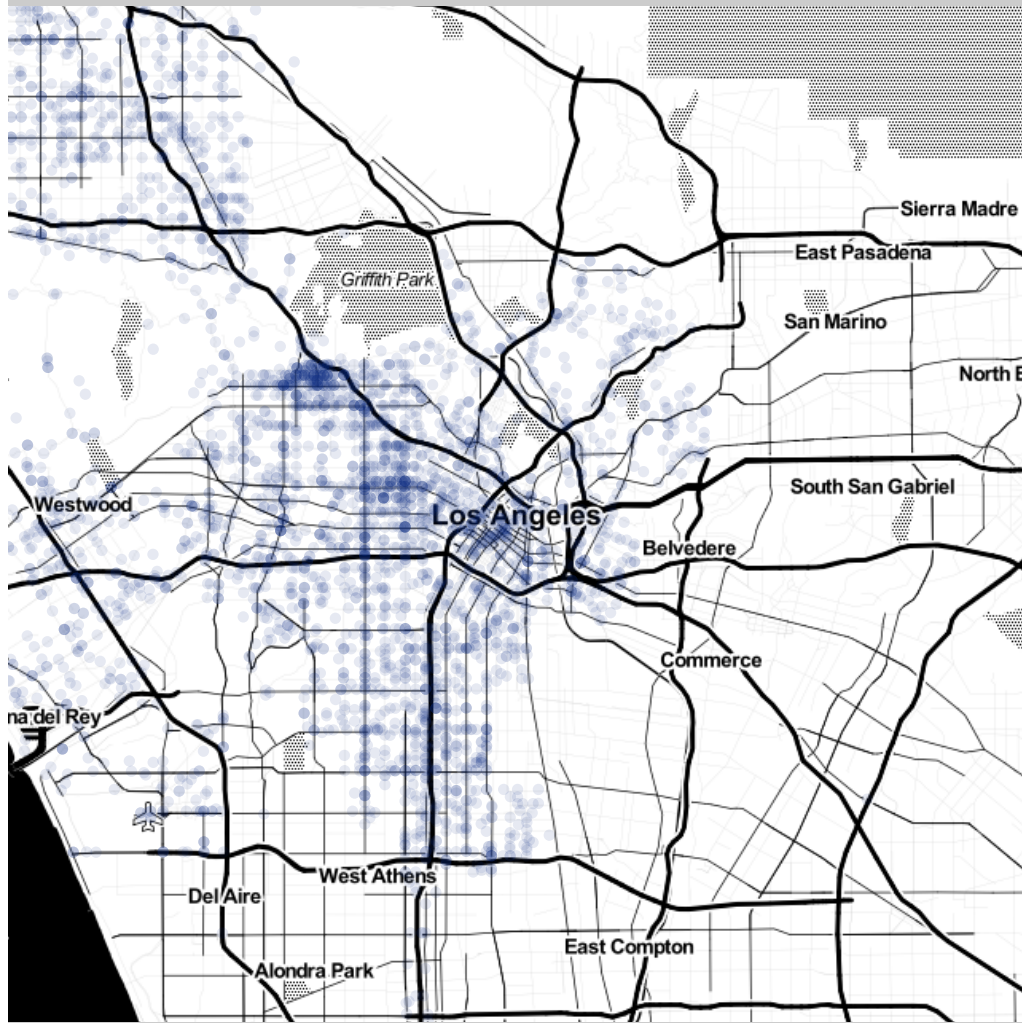 Sierra Madre
East Pasadena
Griffith Park
San Marino
North E
Westwood
South San Gabriel
Los Angeles
Belvedere
Commerce
na del Rey
West Athens
Del Aire
East Compton
Alondra Park